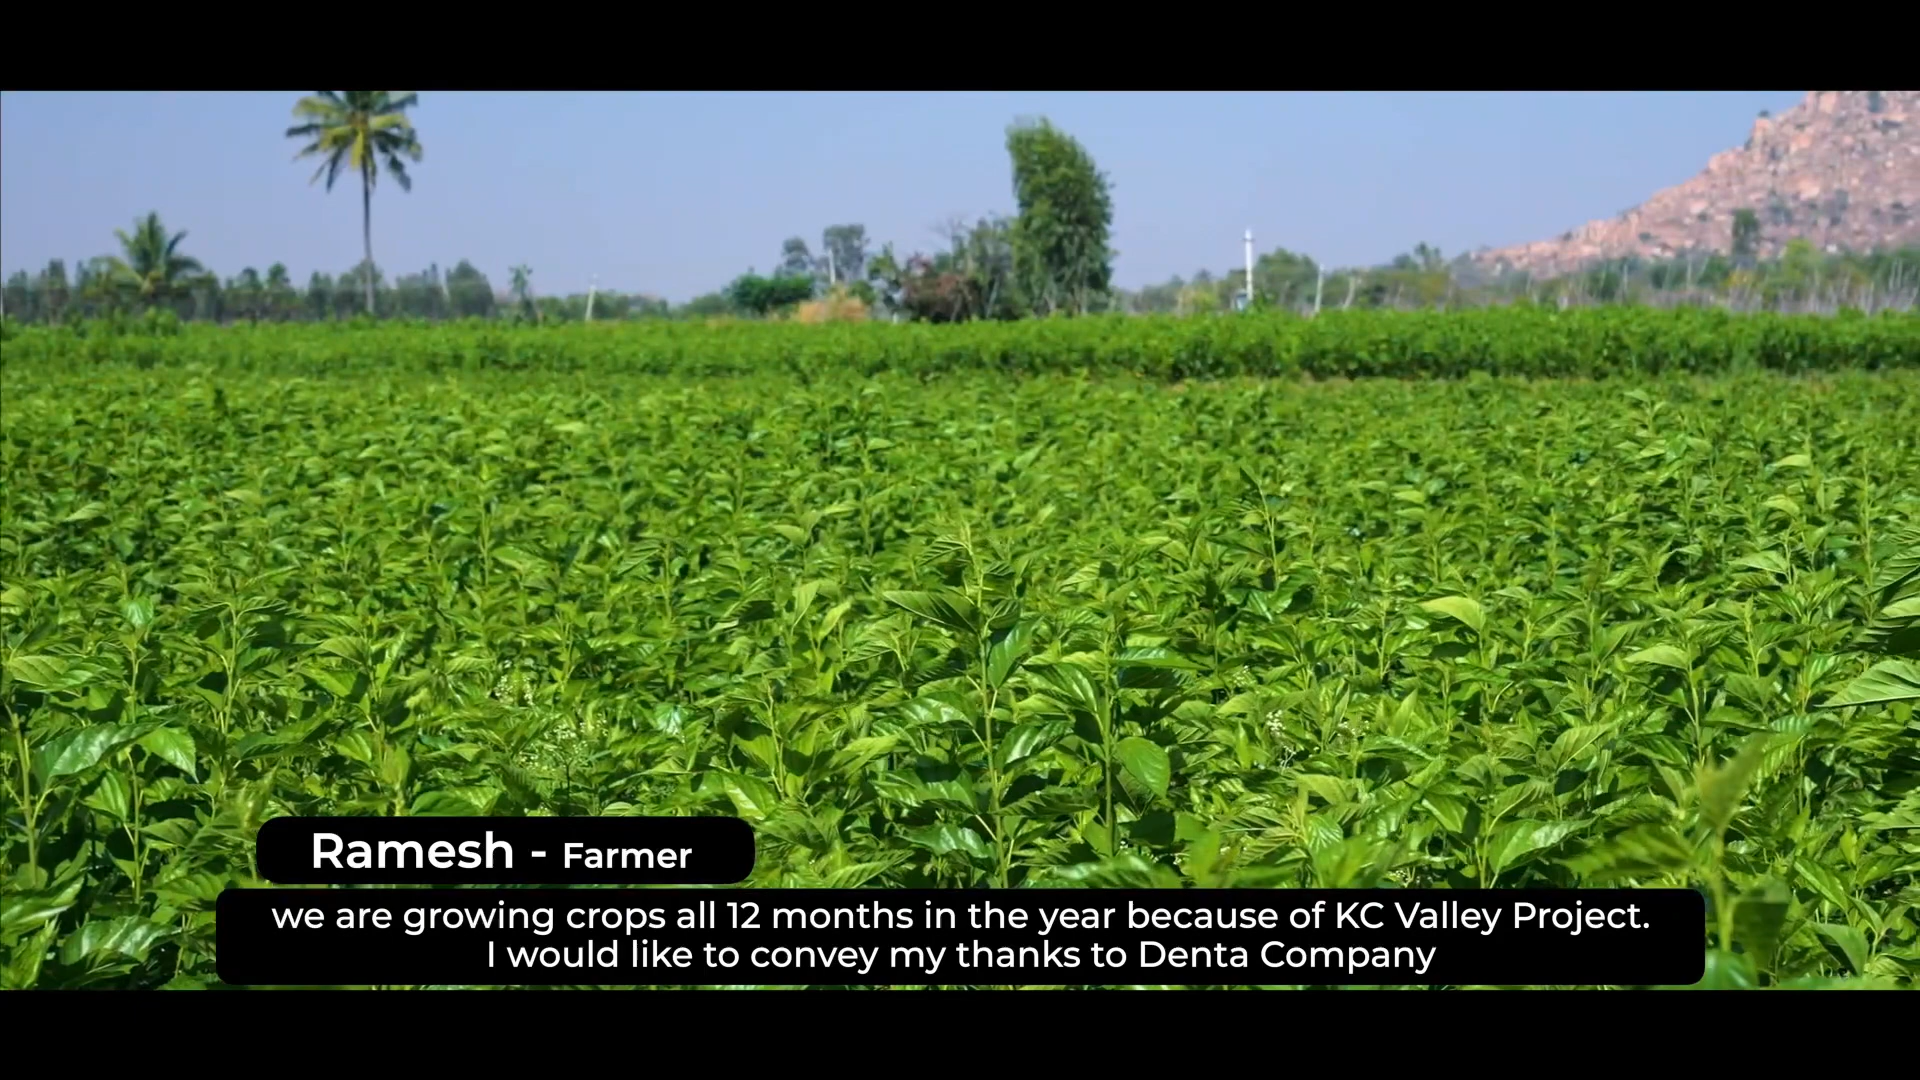 Ramesh - Farmer
we are growing crops all 12 months in the year because of KC Valley Project.
I would like to convey my thanks to Denta Company